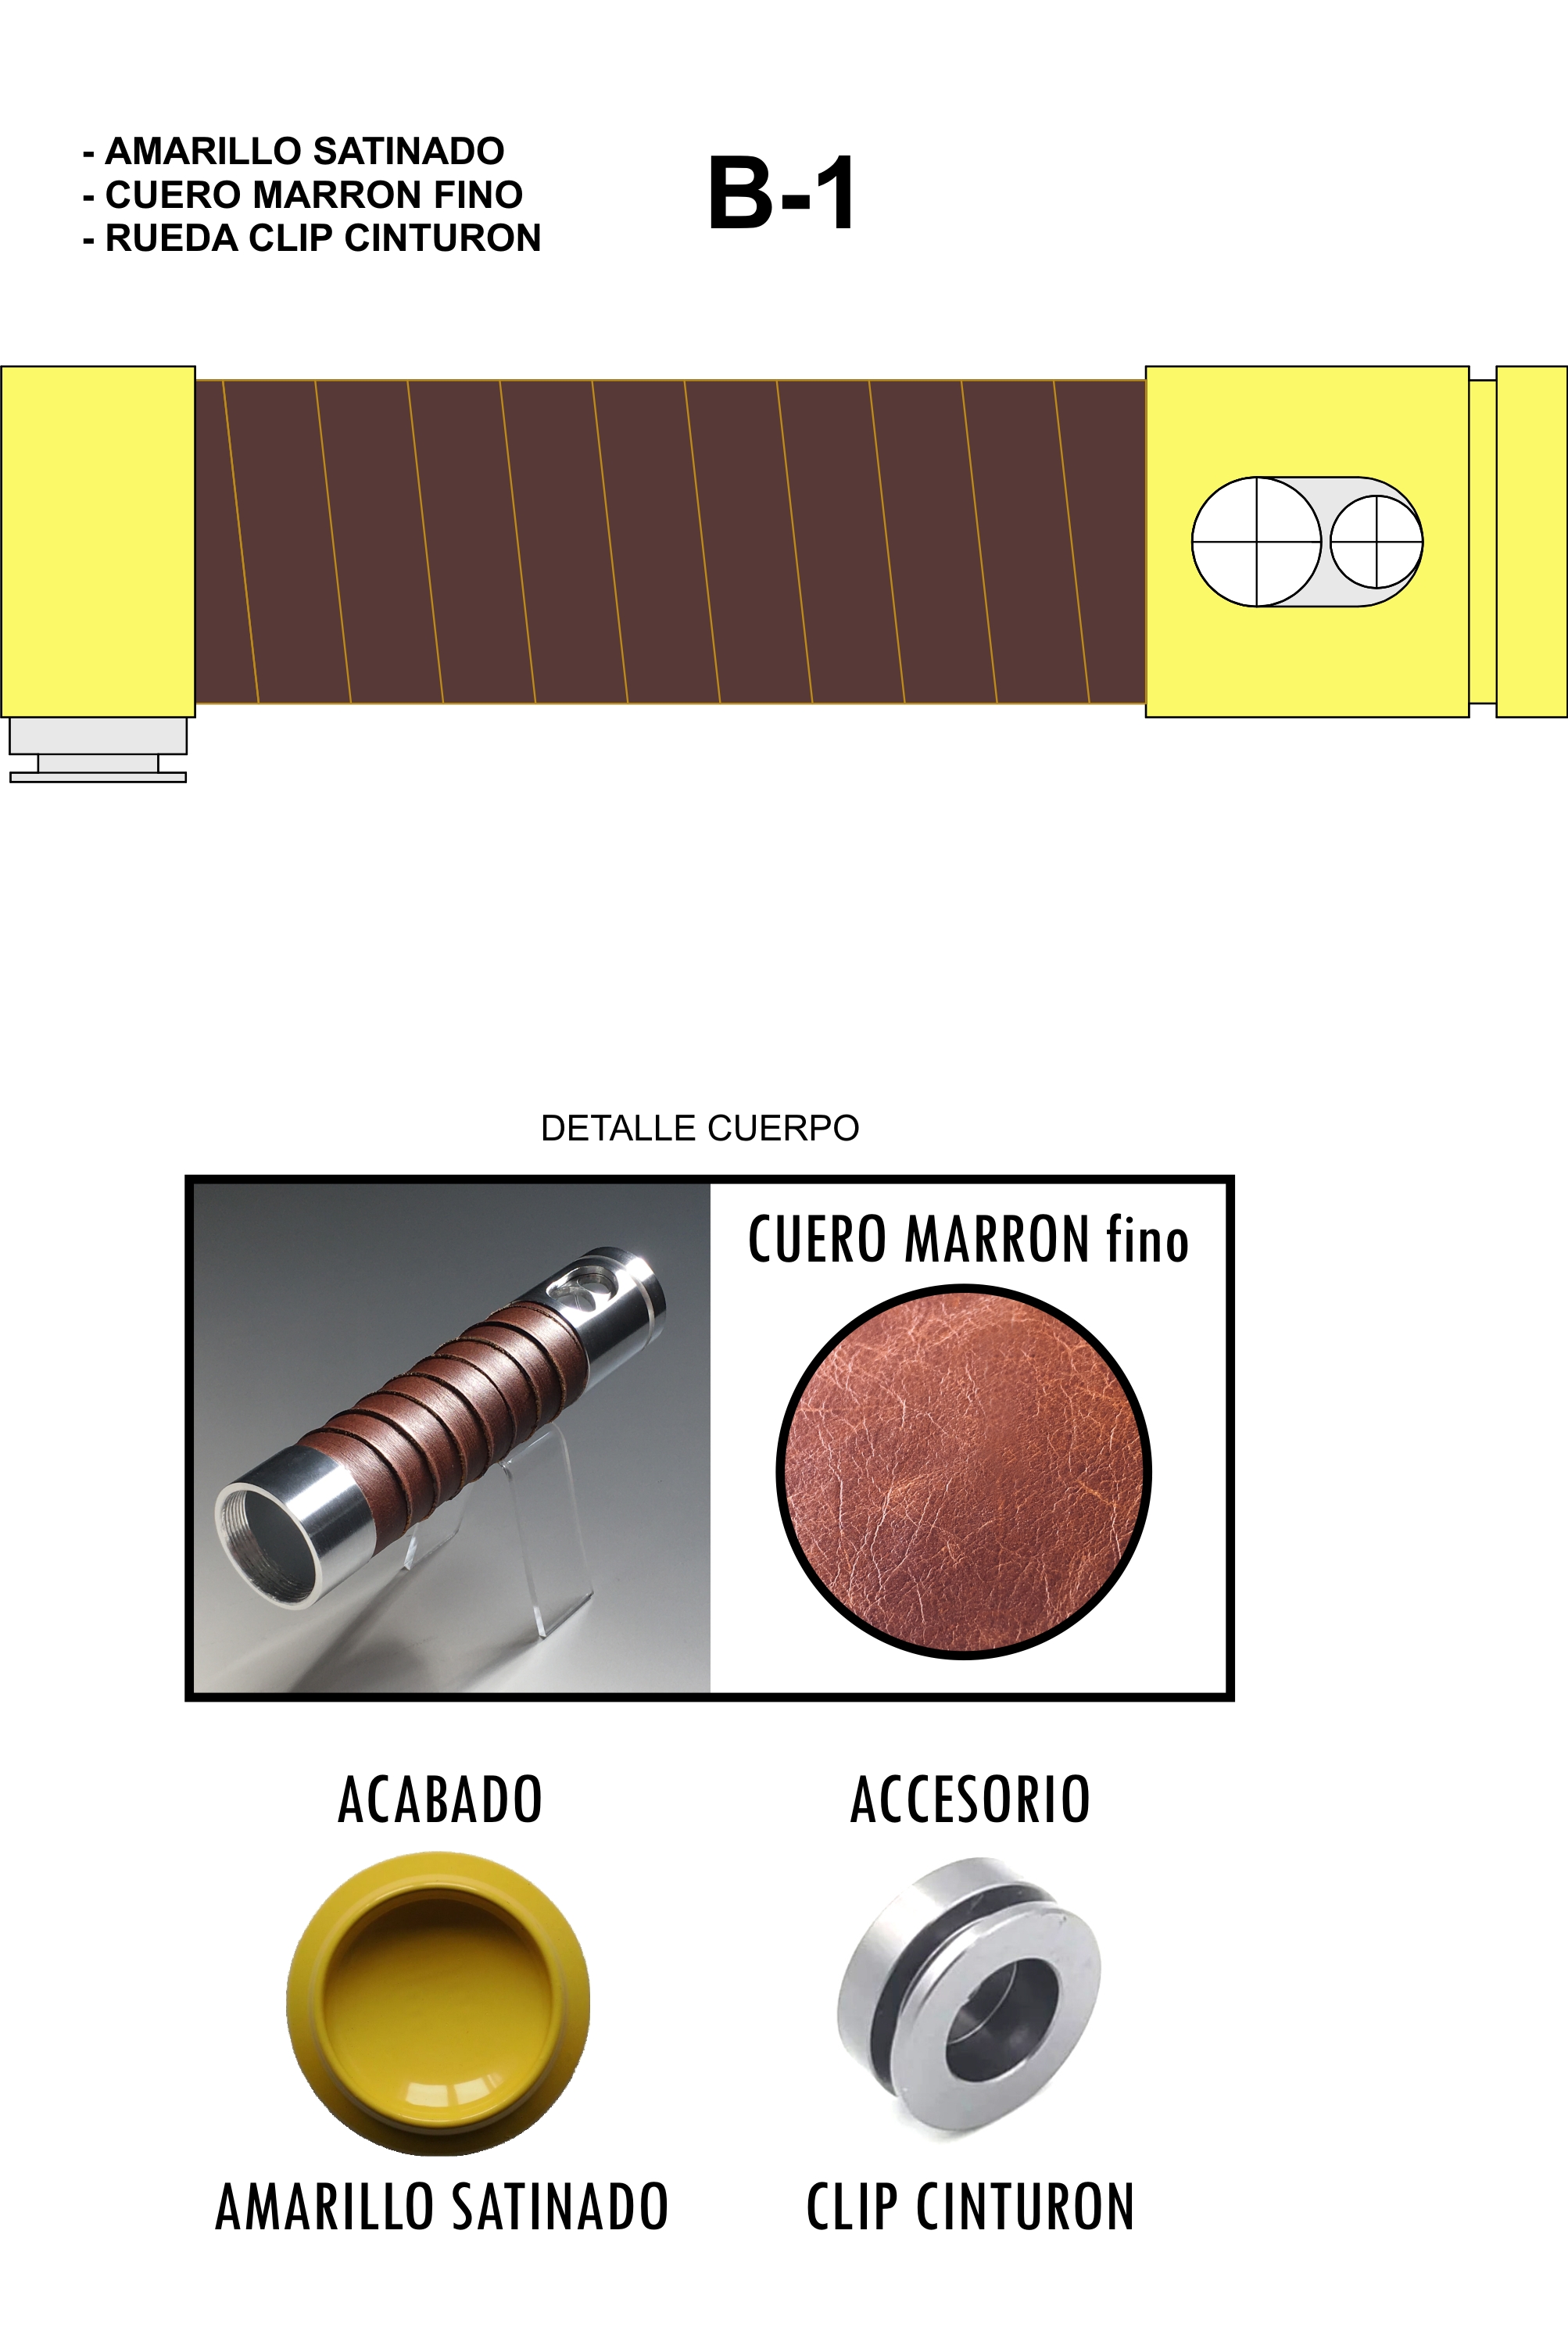 - AMARILLO SATINADO
- CUERO MARRON FINO
- RUEDA CLIP CINTURON
B-1
DETALLE CUERPO
CUERO MARRON fino
ACABADO
ACCESORIO
AMARILLO SATINADO
CLIP CINTURON